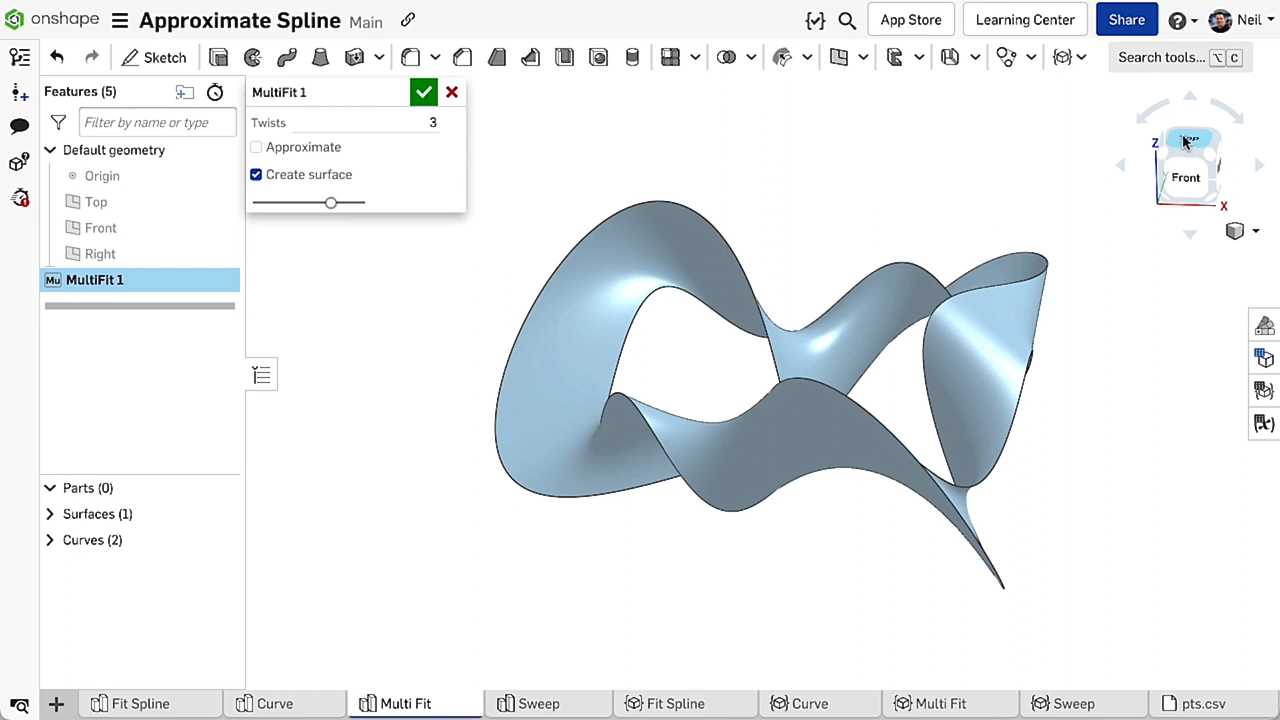 onshape Approximate Spline Main App Store Learning Center Share Neil
Sketch Search tools... ⌥ C
Features (5)
Filter by name or type
Default geometry
Origin
Top
Front
Right
Mu MultiFit 1
Parts (0)
Surfaces (1)
Curves (2)
MultiFit 1
Twists 3
Approximate
Create surface
Top
Z
Front
X
Fit Spline Curve Multi Fit Sweep Fit Spline Curve Multi Fit Sweep pts.csv